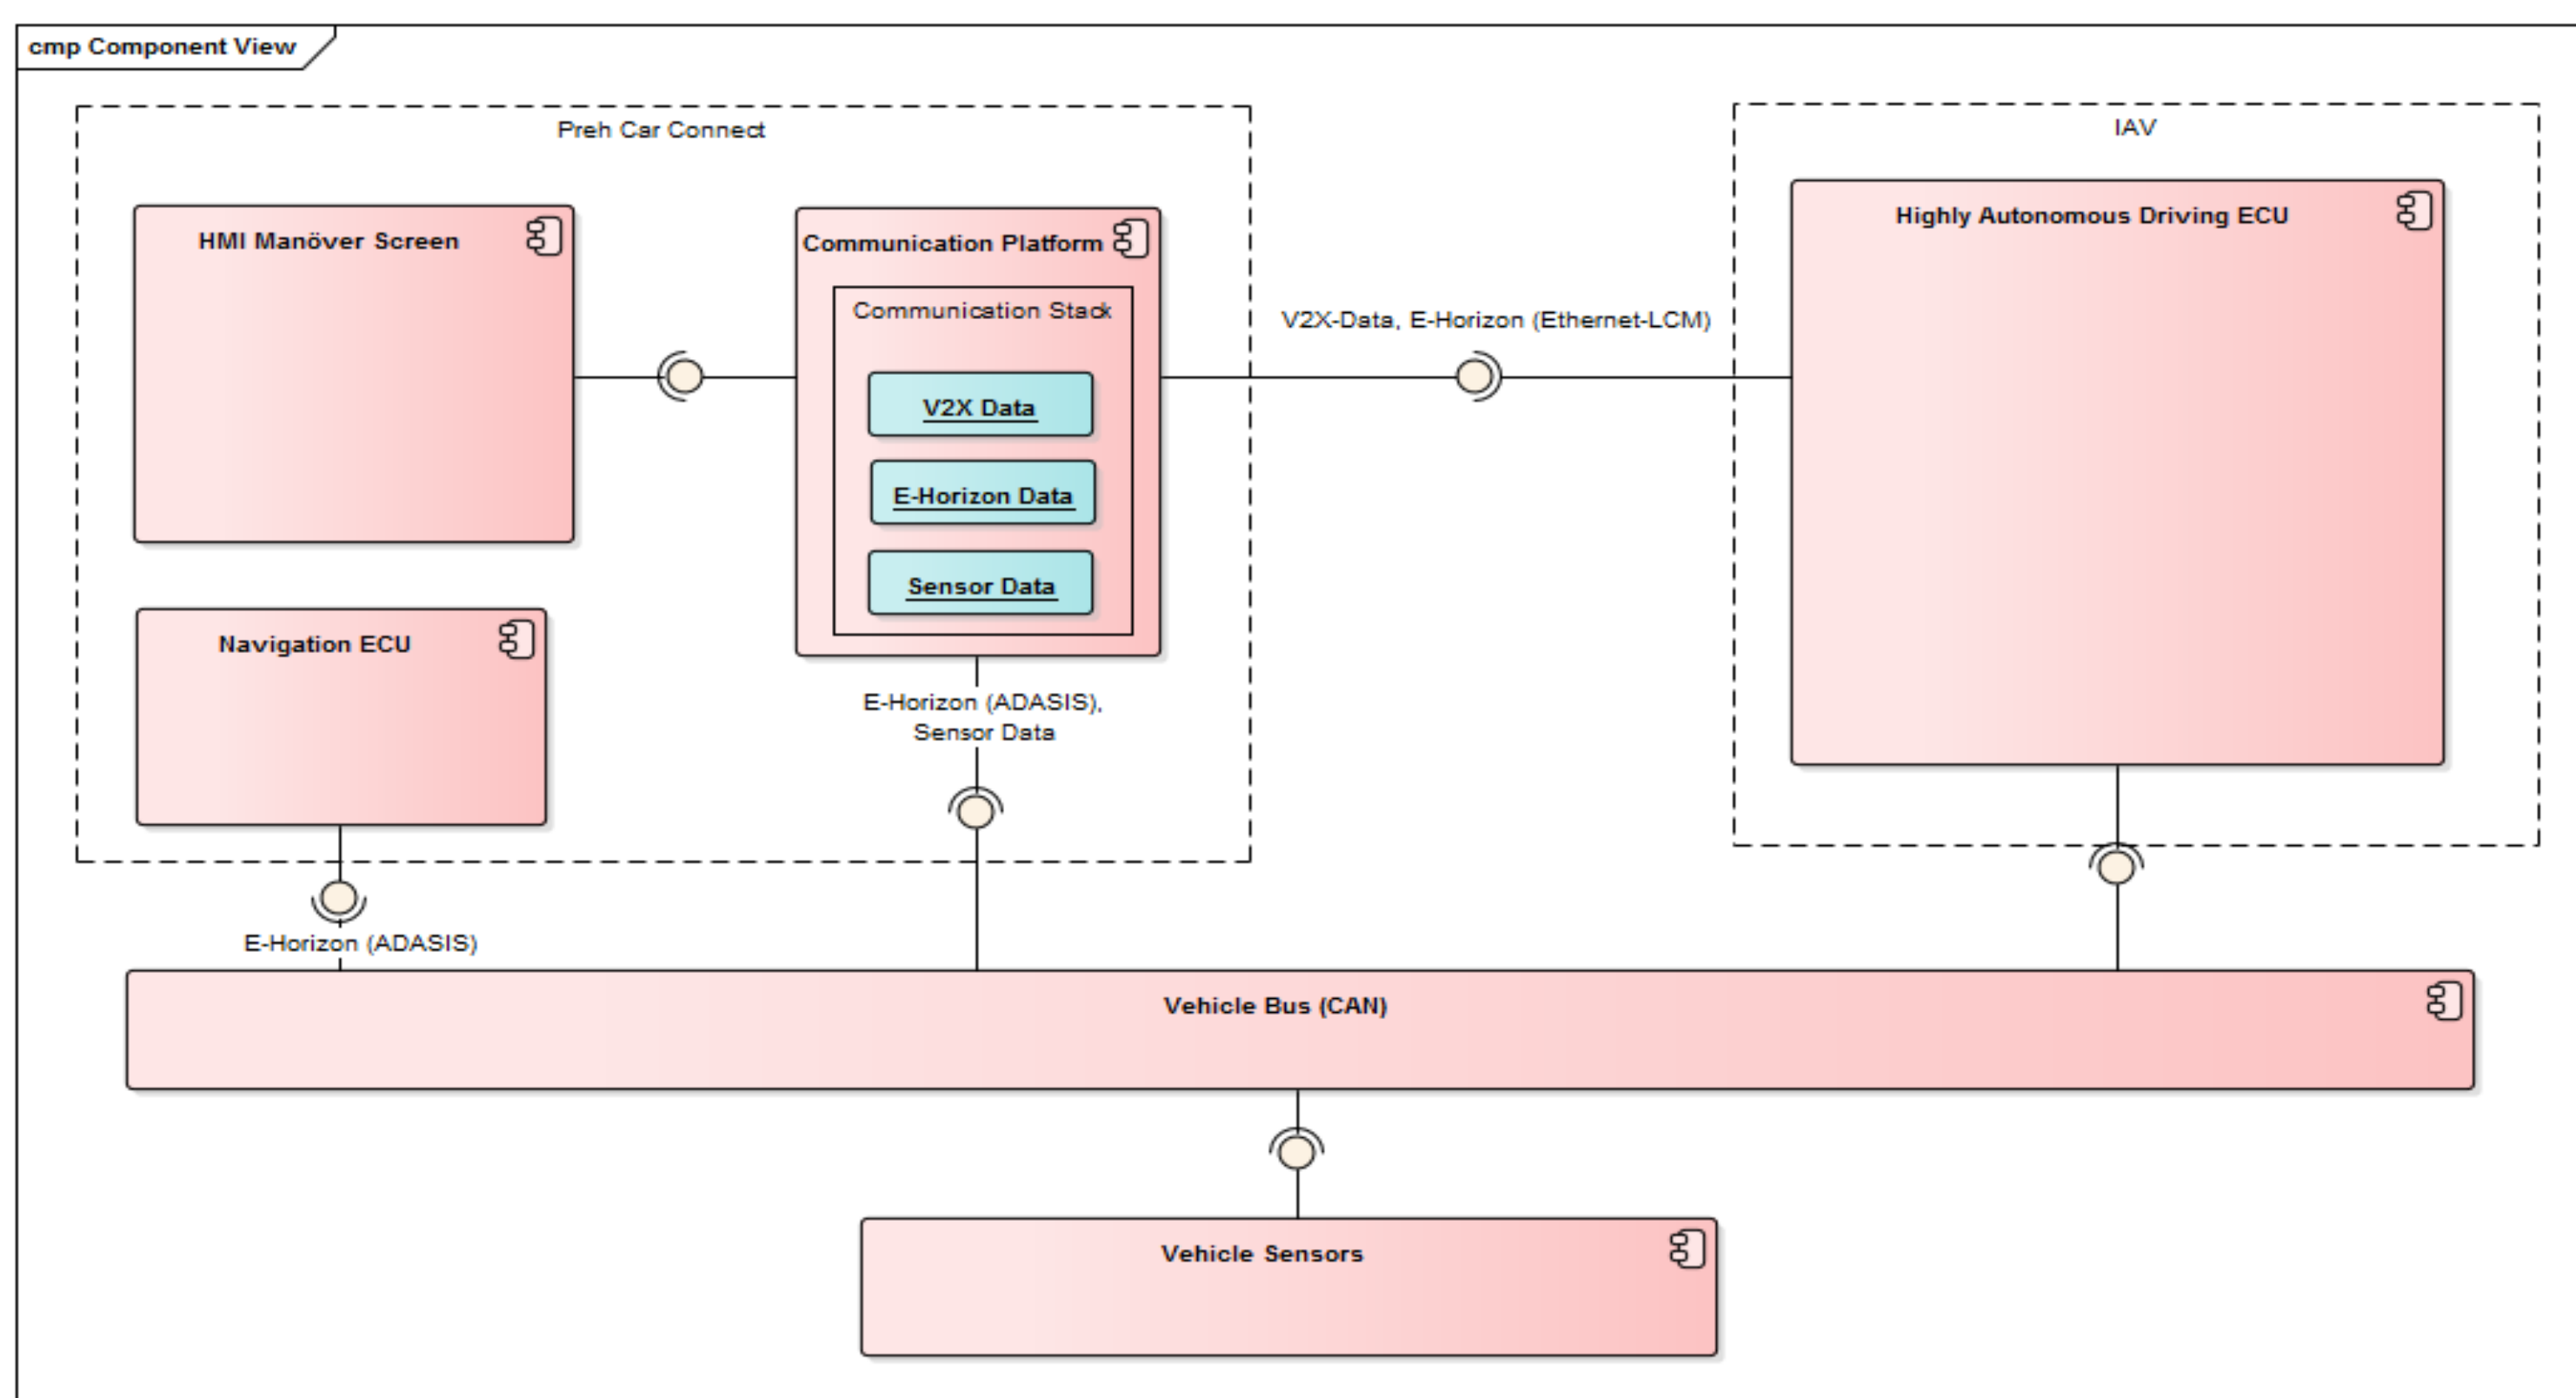 cmp Component View
Preh Car Connect
IAV
HMI Manöver Screen
Communication Platform
Highly Autonomous Driving ECU
Communication Stack
V2X-Data, E-Horizon (Ethernet-LCM)
V2X Data
E-Horizon Data
Sensor Data
Navigation ECU
E-Horizon (ADASIS),
Sensor Data
E-Horizon (ADASIS)
Vehicle Bus (CAN)
Vehicle Sensors